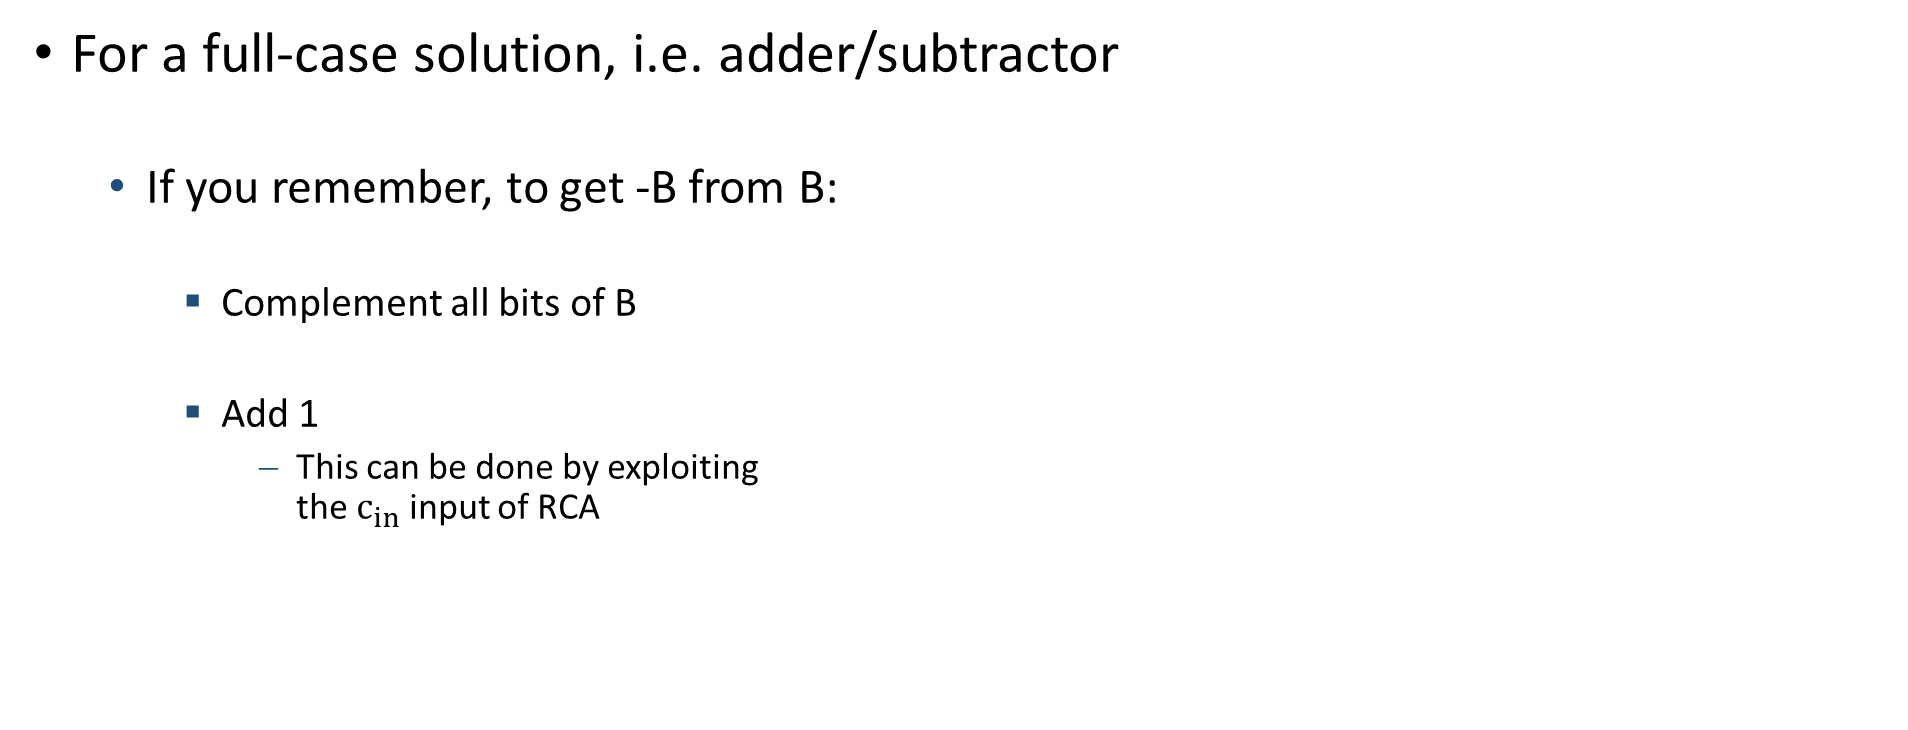 • For a full-case solution, i.e. adder/subtractor
• If you remember, to get -B from B:
▪ Complement all bits of B
▪ Add 1
– This can be done by exploiting
the c_in input of RCA